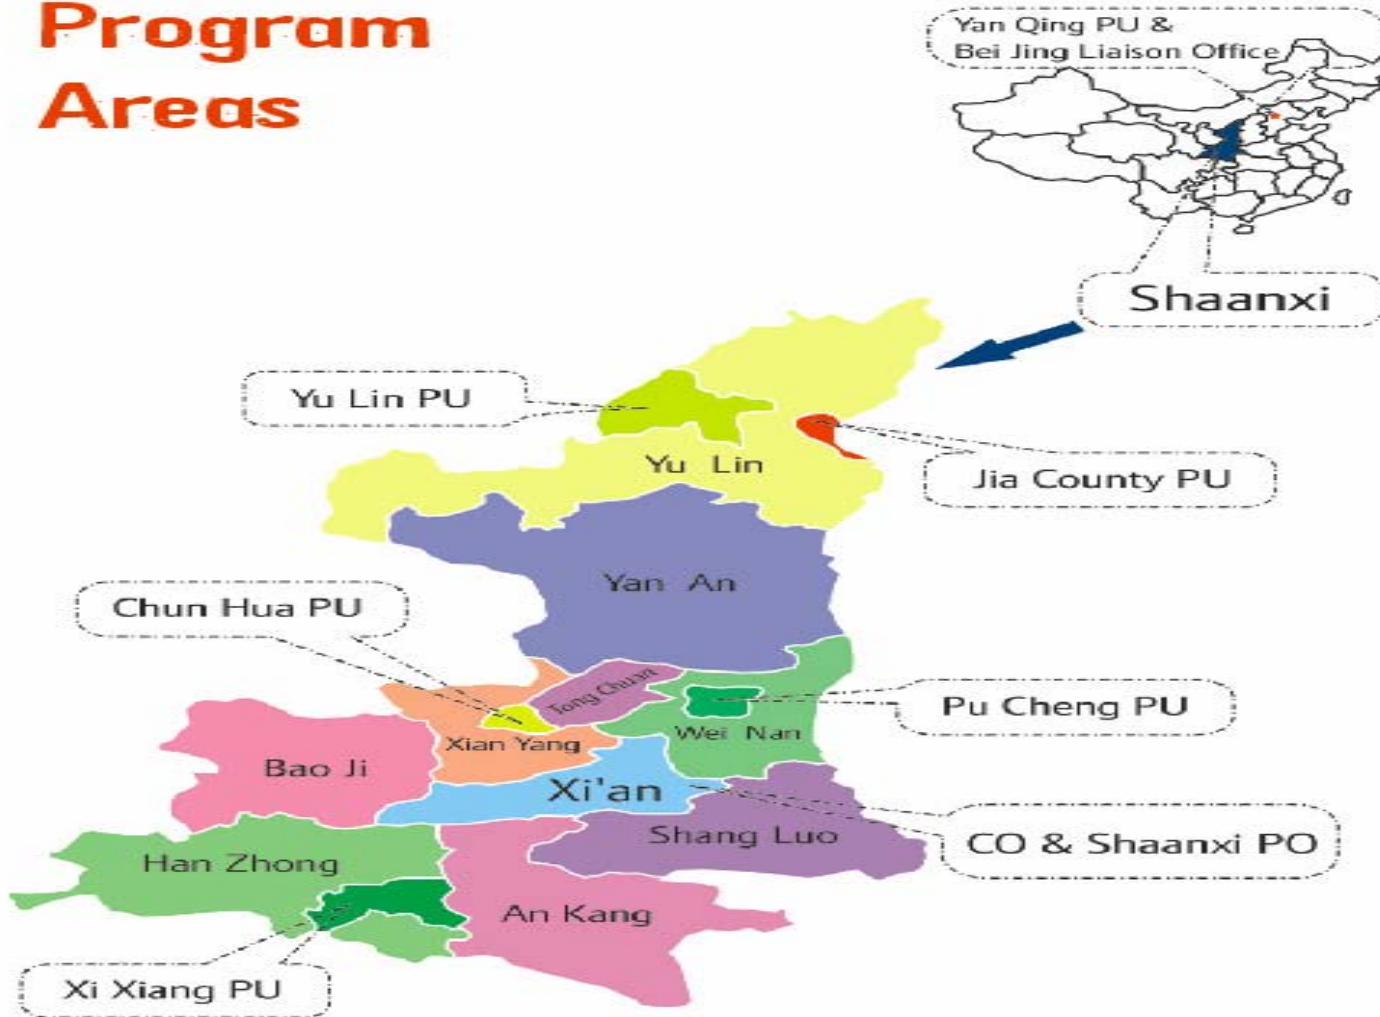 Program
Areas
Yan Qing PU &
Bei Jing Liaison Office
Shaanxi
Yu Lin PU
Yu Lin
Jia County PU
Yan An
Chun Hua PU
Tong Chuan
Pu Cheng PU
Wei Nan
Xian Yang
Bao Ji
Xi'an
Shang Luo
CO & Shaanxi PO
Han Zhong
An Kang
Xi Xiang PU